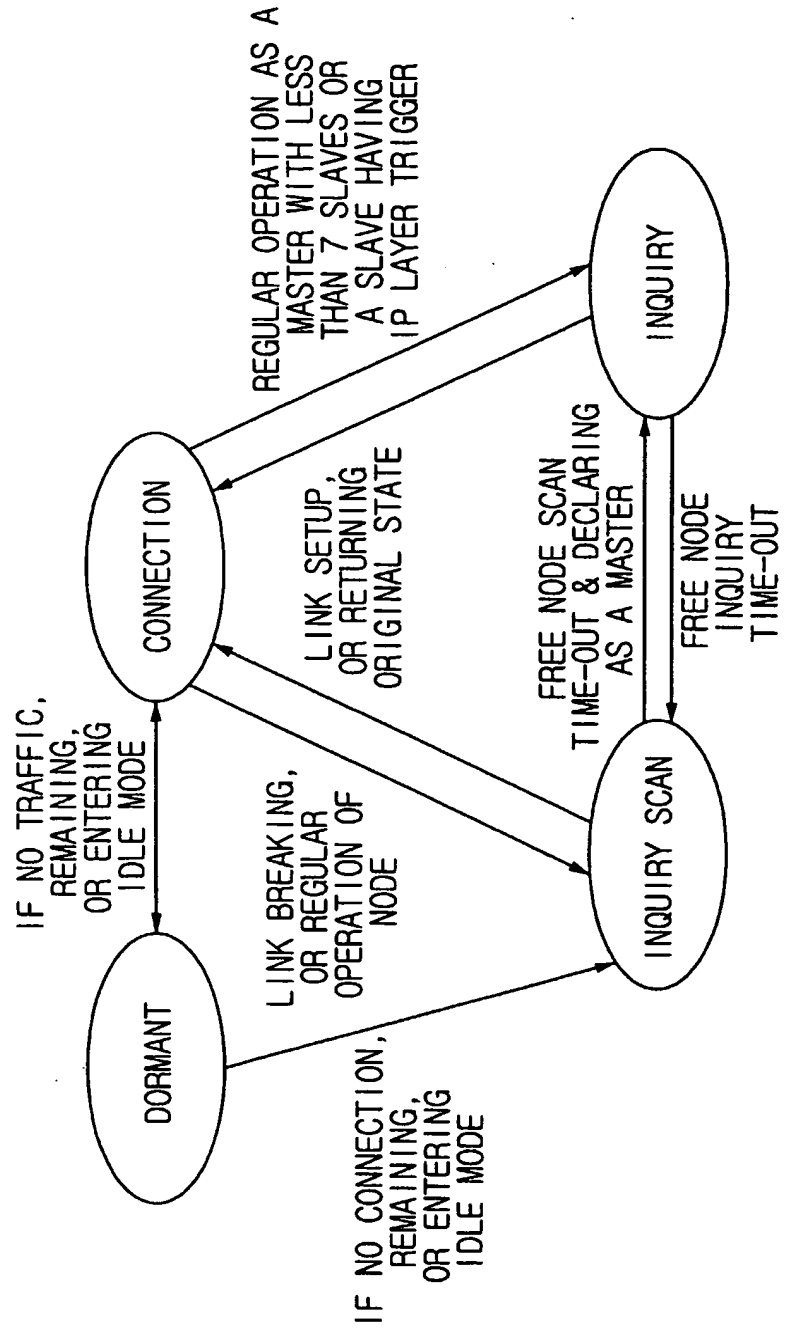 IF NO TRAFFIC,
REMAINING,
OR ENTERING
IDLE MODE
DORMANT
CONNECTION
REGULAR OPERATION AS A
MASTER WITH LESS
THAN 7 SLAVES OR
A SLAVE HAVING
IP LAYER TRIGGER
LINK BREAKING,
OR REGULAR
OPERATION OF
NODE
LINK SETUP,
OR RETURNING
ORIGINAL STATE
IF NO CONNECTION,
REMAINING,
OR ENTERING
IDLE MODE
FREE NODE SCAN
TIME-OUT & DECLARING
AS A MASTER
INQUIRY SCAN
INQUIRY
FREE NODE
INQUIRY
TIME-OUT